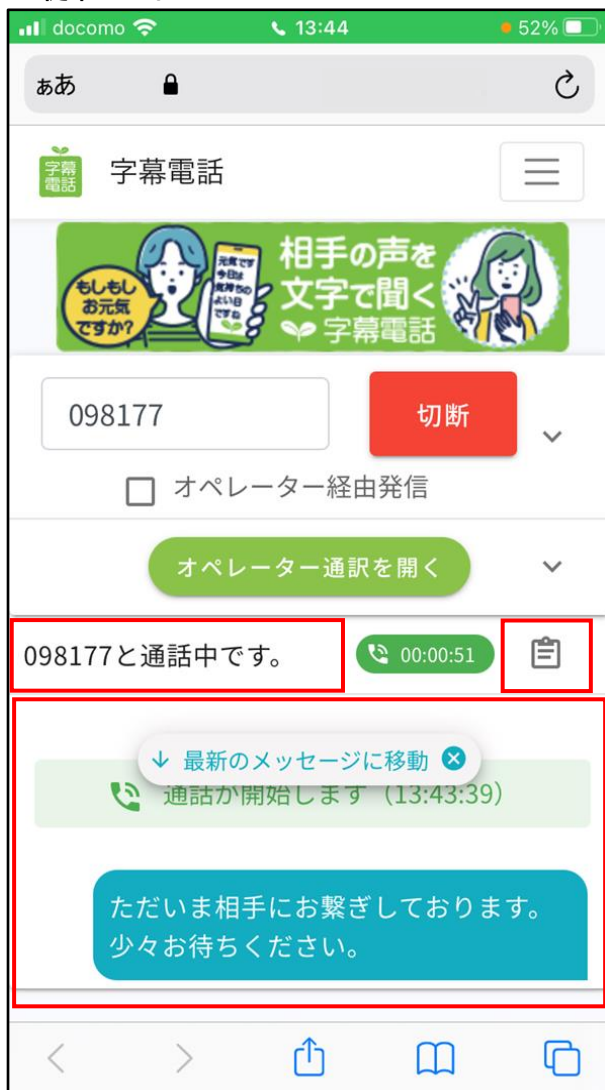 docomo 13:44 52%
ぁあ
字幕
電話
字幕電話
もしもし
お元気
ですか?
元気です
今日は
気持ちの
よい日
ですね
相手の声を
文字で聞く
字幕電話
098177
切断
オペレーター経由発信
オペレーター通訳を開く
098177と通話中です。
00:00:51
最新のメッセージに移動
通話が開始します（13:43:39）
ただいま相手にお繋ぎしております。
少々お待ちください。